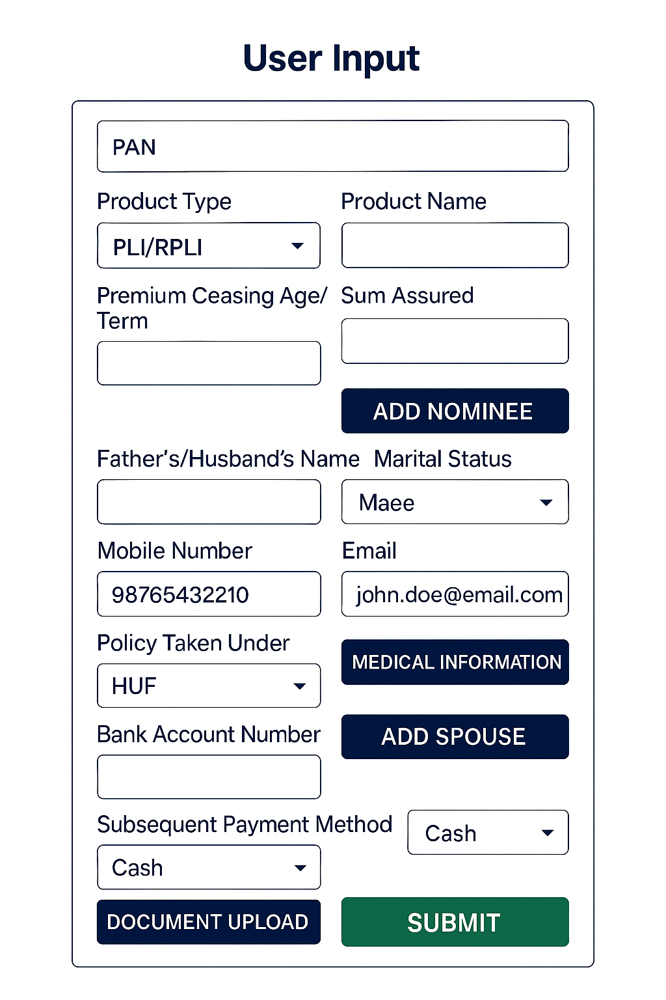 User Input
PAN
Product Type
Product Name
PLI/RPLI
Premium Ceasing Age/
Term
Sum Assured
ADD NOMINEE
Father's/Husband's Name
Marital Status
Maee
Mobile Number
Email
98765432210
john.doe@email.com
Policy Taken Under
MEDICAL INFORMATION
HUF
Bank Account Number
ADD SPOUSE
Subsequent Payment Method
Cash
Cash
DOCUMENT UPLOAD
SUBMIT